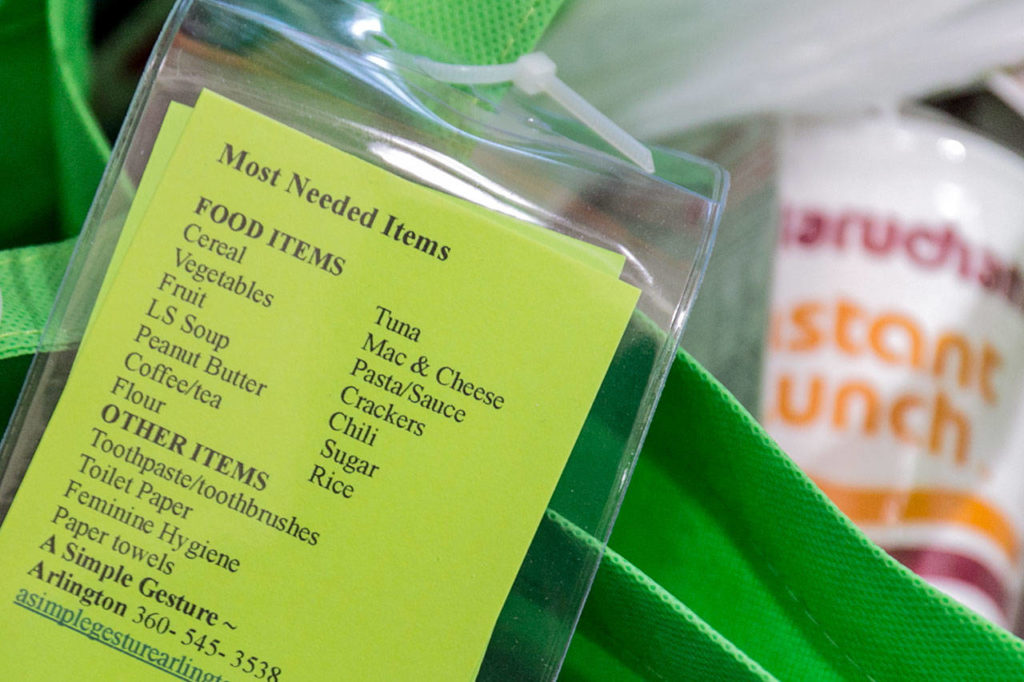 Most Needed Items
FOOD ITEMS
Cereal
Vegetables
Fruit
LS Soup
Peanut Butter
Coffee/tea
Flour
Tuna
Mac & Cheese
Pasta/Sauce
Crackers
Chili
Sugar
Rice
OTHER ITEMS
Toothpaste/toothbrushes
Toilet Paper
Feminine Hygiene
Paper towels
A Simple Gesture ~
Arlington 360- 545- 3538
asimplegesturearlingto
aruchan
stant
unch